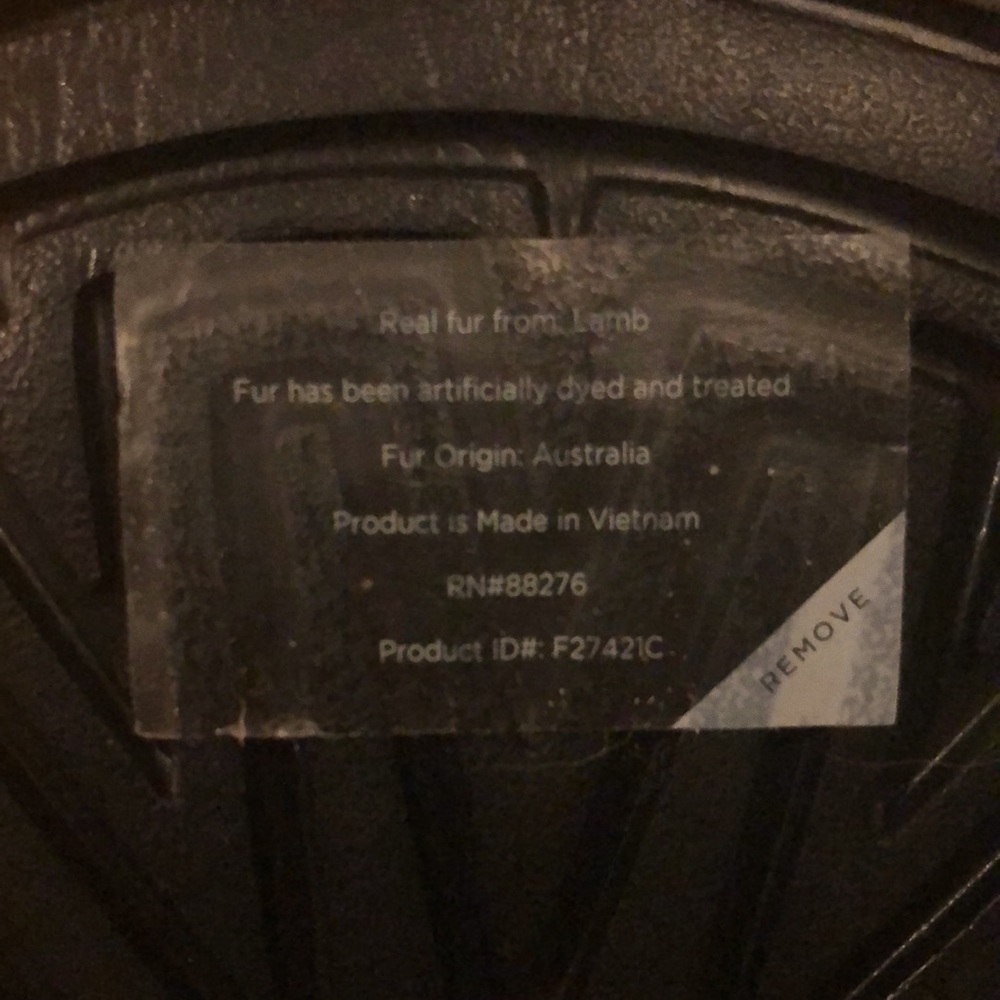 Real fur from: Lamb
Fur has been artificially dyed and treated.
Fur Origin: Australia
Product is Made in Vietnam
RN#88276
Product ID#: F27421C
REMOVE